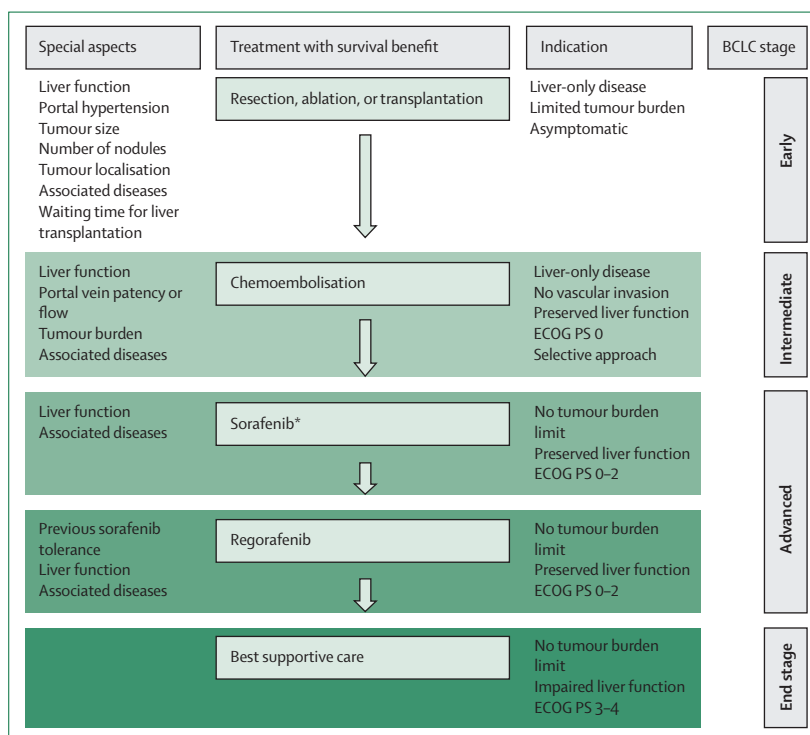 Special aspects
Treatment with survival benefit
Indication
BCLC stage
Liver function
Portal hypertension
Tumour size
Number of nodules
Tumour localisation
Associated diseases
Waiting time for liver
transplantation
Resection, ablation, or transplantation
Liver-only disease
Limited tumour burden
Asymptomatic
Early
Liver function
Portal vein patency or
flow
Tumour burden
Associated diseases
Chemoembolisation
Liver-only disease
No vascular invasion
Preserved liver function
ECOG PS 0
Selective approach
Intermediate
Liver function
Associated diseases
Sorafenib*
No tumour burden
limit
Preserved liver function
ECOG PS 0–2
Advanced
Previous sorafenib
tolerance
Liver function
Associated diseases
Regorafenib
No tumour burden
limit
Preserved liver function
ECOG PS 0–2
Best supportive care
No tumour burden
limit
Impaired liver function
ECOG PS 3–4
End stage